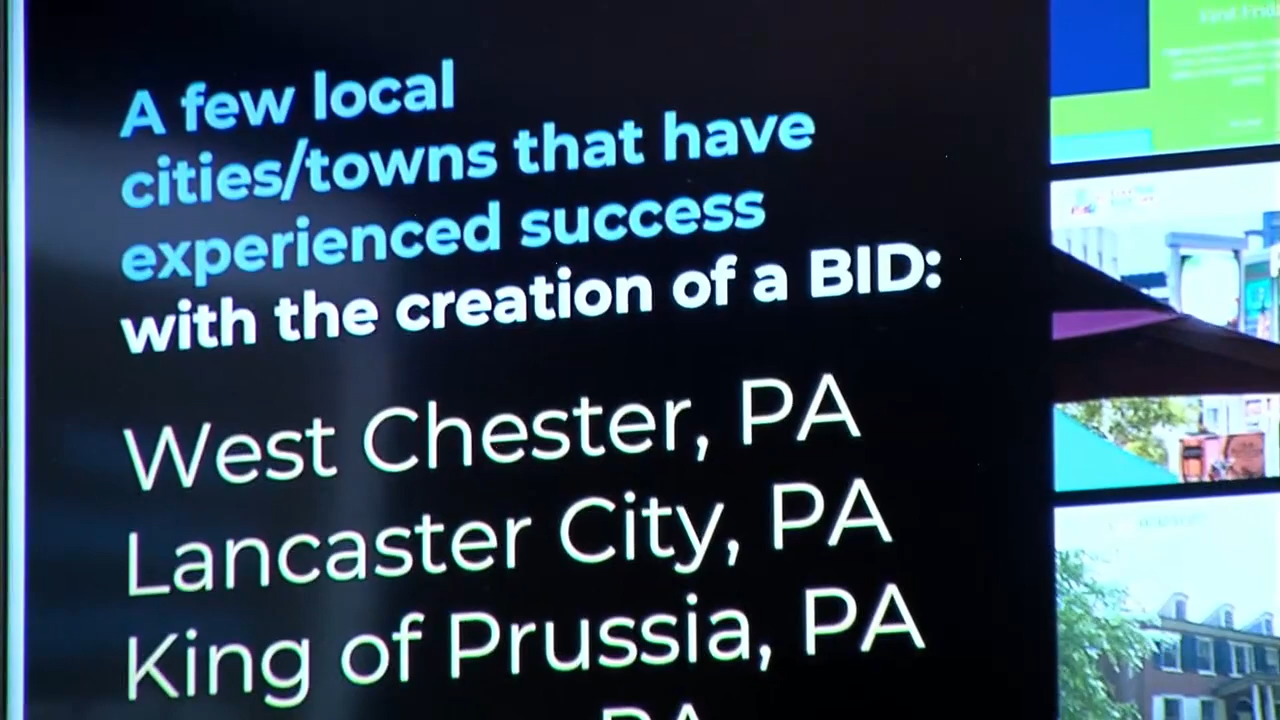 A few local
cities/towns that have
experienced success
with the creation of a BID:
West Chester, PA
Lancaster City, PA
King of Prussia, PA
PA